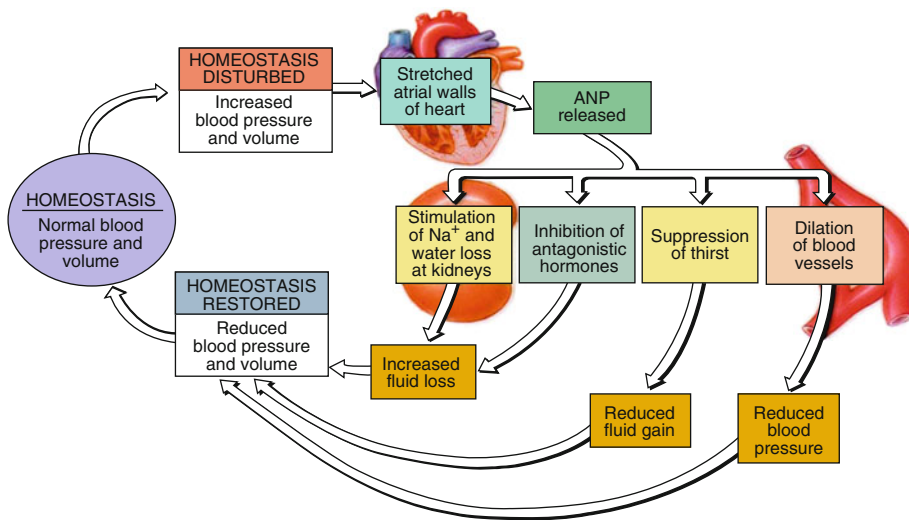 HOMEOSTASIS
DISTURBED
Increased
blood pressure
and volume
Stretched
atrial walls
of heart
ANP
released
HOMEOSTASIS
Normal blood
pressure and
volume
Stimulation
of Na⁺ and
water loss
at kidneys
Inhibition of
antagonistic
hormones
Suppression
of thirst
Dilation
of blood
vessels
HOMEOSTASIS
RESTORED
Reduced
blood pressure
and volume
Increased
fluid loss
Reduced
fluid gain
Reduced
blood
pressure